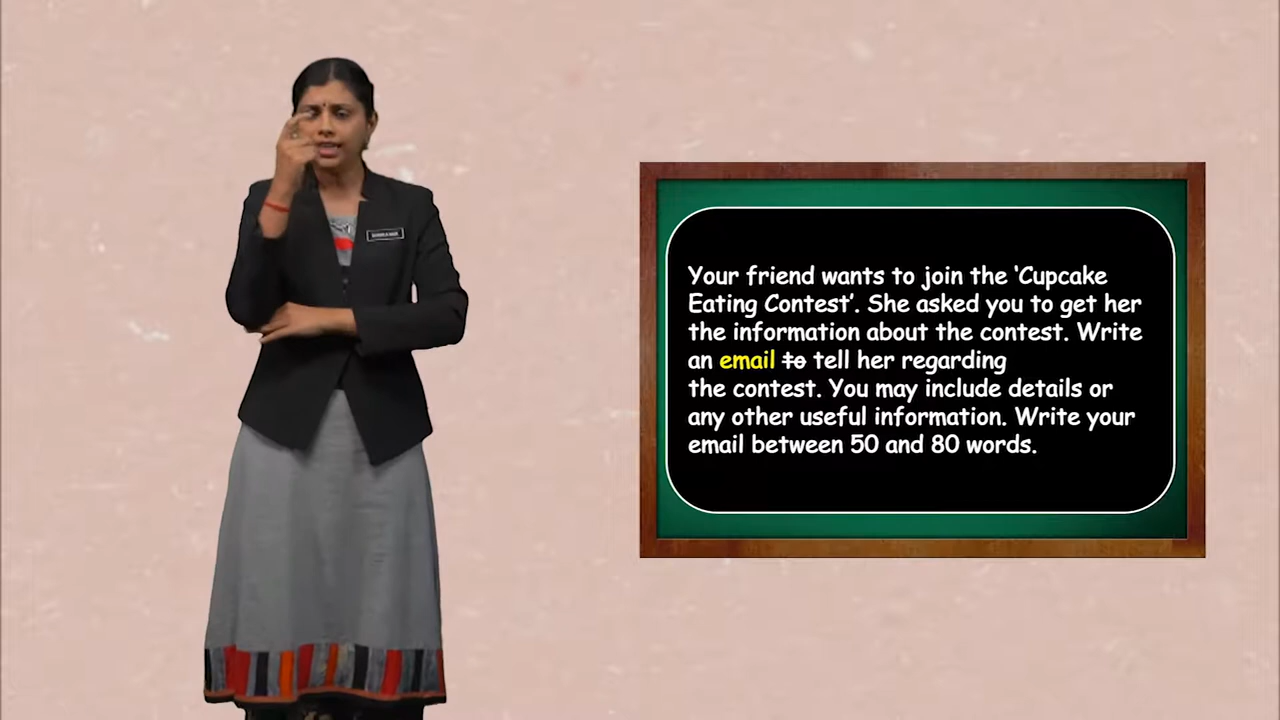 Your friend wants to join the ‘Cupcake
Eating Contest’. She asked you to get her
the information about the contest. Write
an email to tell her regarding
the contest. You may include details or
any other useful information. Write your
email between 50 and 80 words.